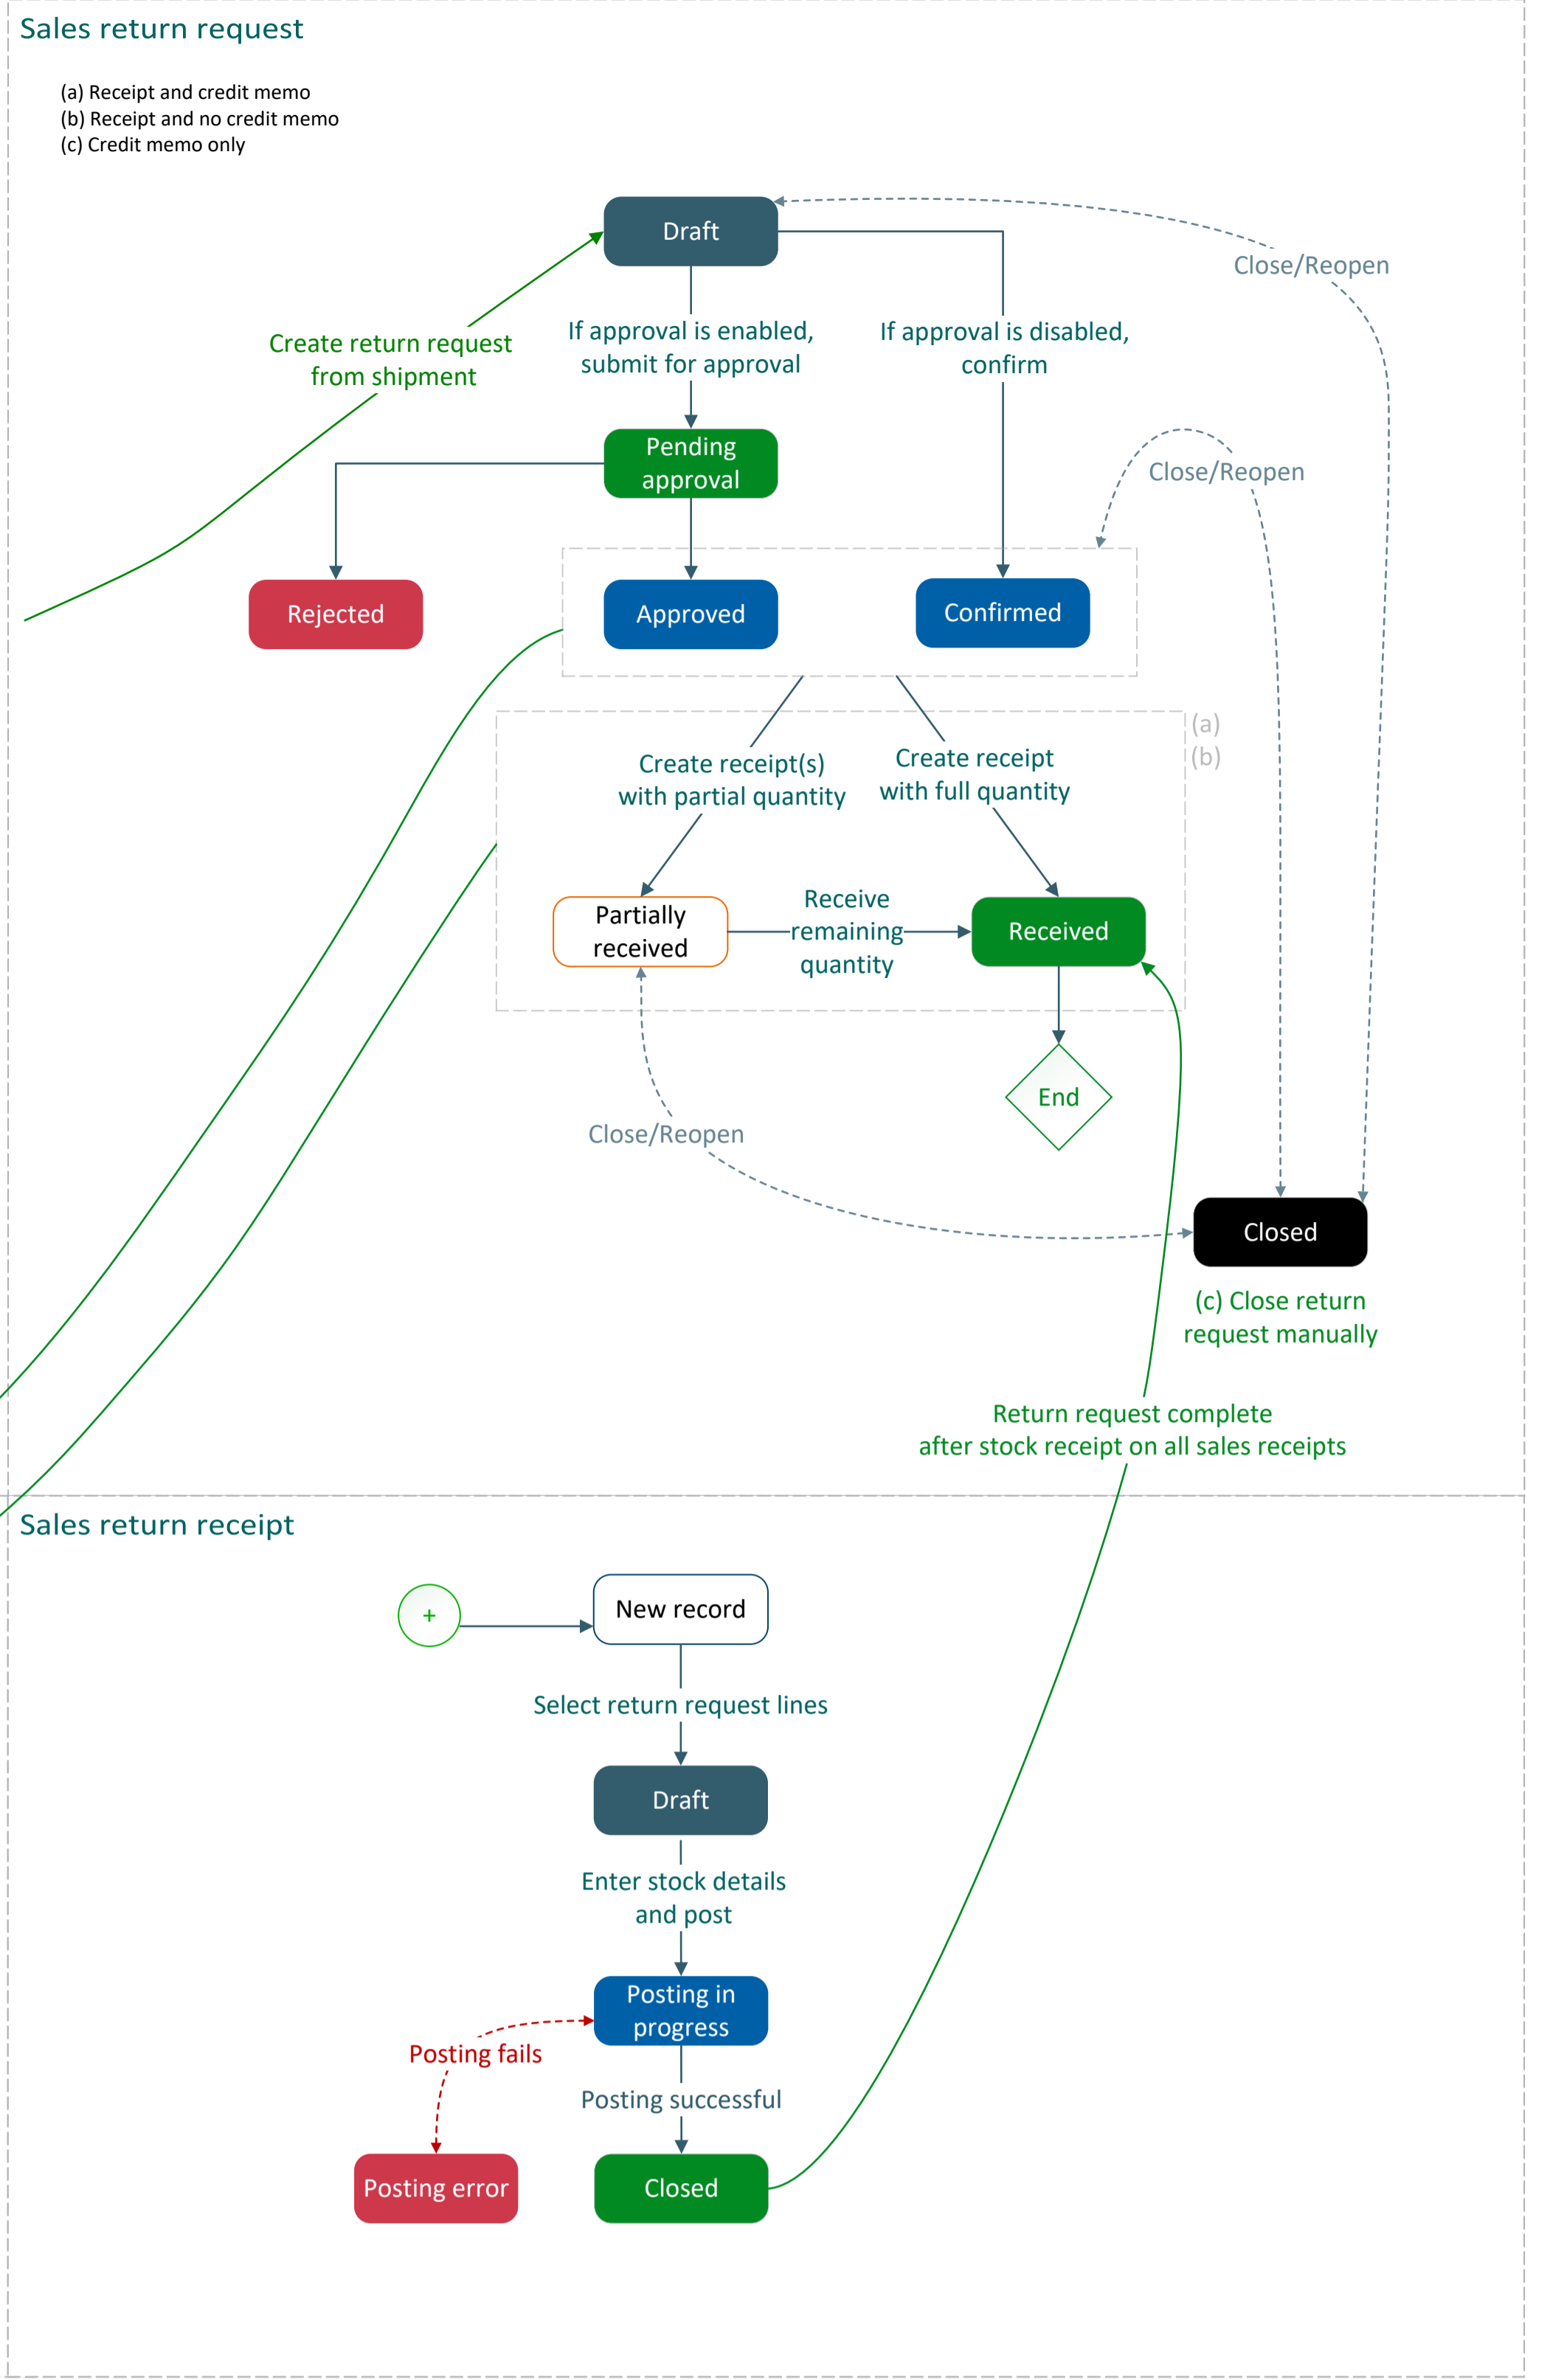 Sales return request
(a) Receipt and credit memo
(b) Receipt and no credit memo
(c) Credit memo only
Draft
Close/Reopen
Create return request
from shipment
If approval is enabled,
submit for approval
If approval is disabled,
confirm
Pending
approval
Close/Reopen
Rejected
Approved
Confirmed
(a)
(b)
Create receipt(s)
with partial quantity
Create receipt
with full quantity
Partially
received
Receive
remaining
quantity
Received
End
Close/Reopen
Closed
(c) Close return
request manually
Return request complete
after stock receipt on all sales receipts
Sales return receipt
+
New record
Select return request lines
Draft
Enter stock details
and post
Posting in
progress
Posting fails
Posting successful
Posting error
Closed